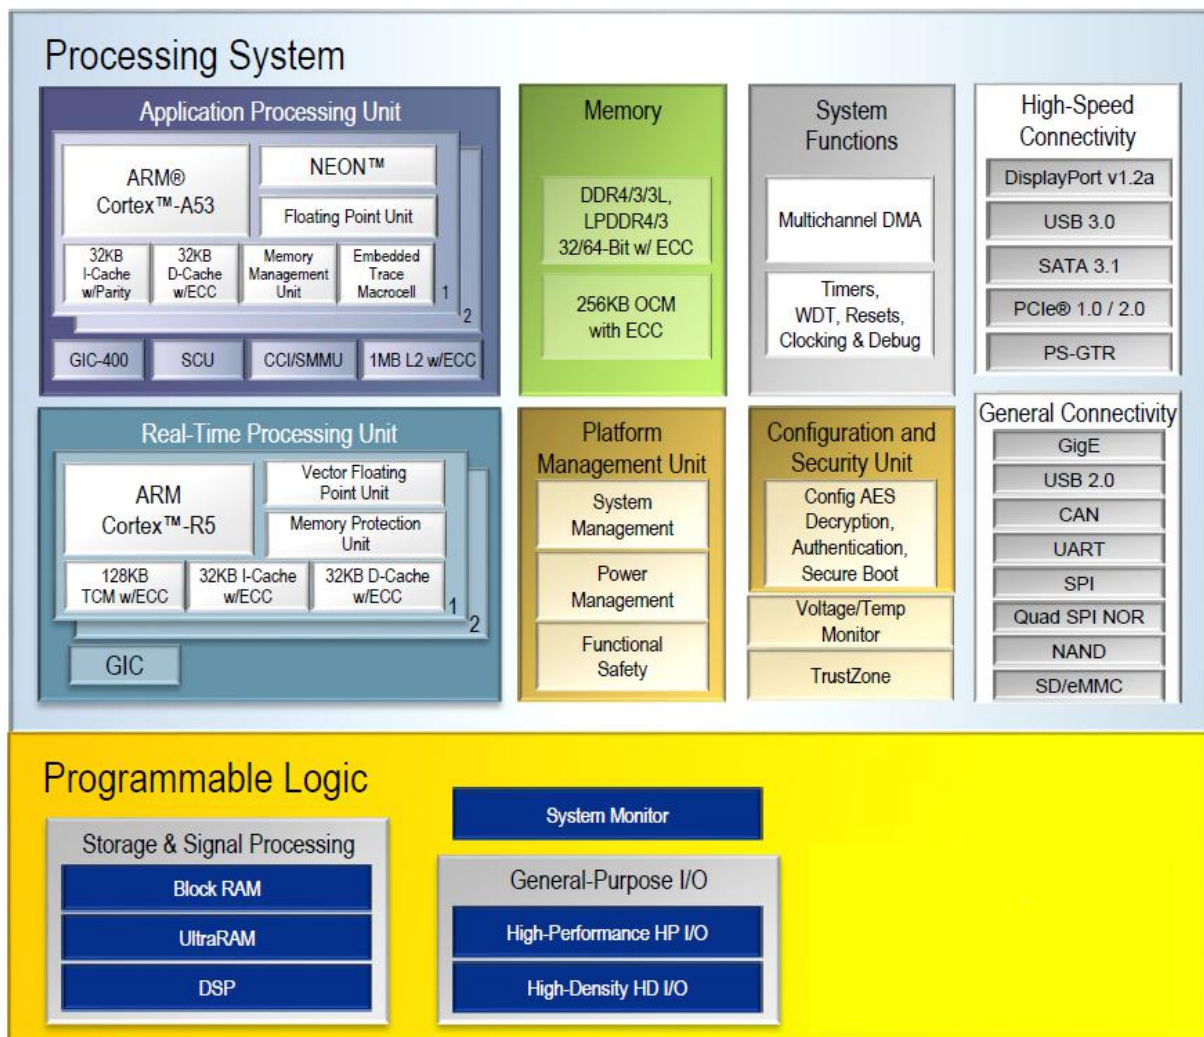 Processing System
Application Processing Unit
ARM®
Cortex™-A53
NEON™
Floating Point Unit
32KB
I-Cache
w/Parity
32KB
D-Cache
w/ECC
Memory
Management
Unit
Embedded
Trace
Macrocell
1
2
GIC-400
SCU
CCI/SMMU
1MB L2 w/ECC
Real-Time Processing Unit
ARM
Cortex™-R5
Vector Floating
Point Unit
Memory Protection
Unit
128KB
TCM w/ECC
32KB I-Cache
w/ECC
32KB D-Cache
w/ECC
1
2
GIC
Memory
DDR4/3/3L,
LPDDR4/3
32/64-Bit w/ ECC
256KB OCM
with ECC
Platform
Management Unit
System
Management
Power
Management
Functional
Safety
System
Functions
Multichannel DMA
Timers,
WDT, Resets,
Clocking & Debug
Configuration and
Security Unit
Config AES
Decryption,
Authentication,
Secure Boot
Voltage/Temp
Monitor
TrustZone
High-Speed
Connectivity
DisplayPort v1.2a
USB 3.0
SATA 3.1
PCIe® 1.0 / 2.0
PS-GTR
General Connectivity
GigE
USB 2.0
CAN
UART
SPI
Quad SPI NOR
NAND
SD/eMMC
Programmable Logic
Storage & Signal Processing
Block RAM
UltraRAM
DSP
System Monitor
General-Purpose I/O
High-Performance HP I/O
High-Density HD I/O